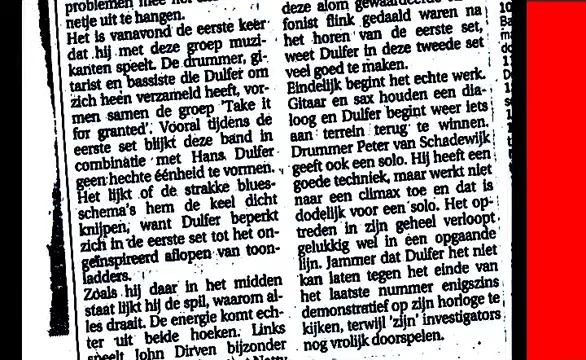 problemen met het
netje uit te hangen.
Het is vanavond de eerste keer
dat hij met deze groep muzi-
kanten speelt. De drummer, gi-
tarist en bassiste die Dulfer om
zich heen verzameld heeft, vor-
men samen de groep 'Take it
for granted'. Vooral tijdens de
eerste set blijkt deze band in
combinatie met Hans Dulfer
geen hechte éénheid te vormen.
Het lijkt of de strakke blues-
schema's hem de keel dicht
knijpen, want Dulfer beperkt
zich in de eerste set tot het on-
geïnspireerd aflopen van toon-
ladders.
Zoals hij daar in het midden
staat lijkt hij de spil, waarom al-
les draait. De energie komt ech-
ter uit beide hoeken. Links
speelt John Dirven bijzonder
deze alom gewaardeerde
fonist flink gedaald waren na
het horen van de eerste set,
weet Dulfer in deze tweede set
veel goed te maken.
Eindelijk begint het echte werk.
Gitaar en sax houden een dia-
loog en Dulfer begint weer iets
aan terrein terug te winnen.
Drummer Peter van Schadewijk
geeft ook een solo. Hij heeft een
goede techniek, maar werkt niet
naar een climax toe en dat is
dodelijk voor een solo. Het op-
treden in zijn geheel verloopt
gelukkig wel in een opgaande
lijn. Jammer dat Dulfer het niet
kan laten tegen het einde van
het laatste nummer enigszins
demonstratief op zijn horloge te
kijken, terwijl 'zijn' investigators
nog vrolijk doorspelen.